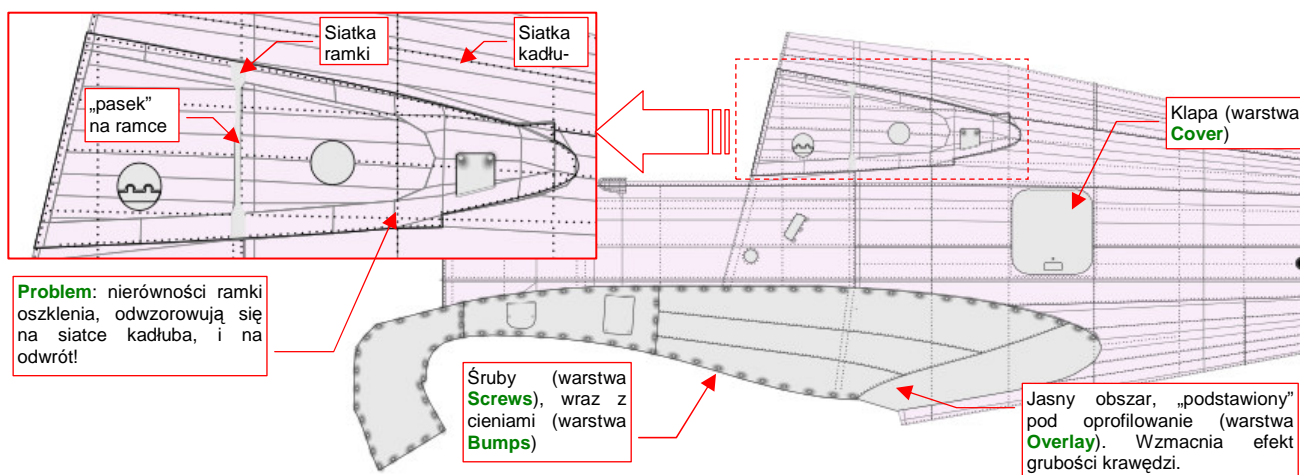 Siatka
ramki
Siatka
kadłu-
„pasek”
na ramce
Klapa (warstwa
Cover)
Problem: nierówności ramki
oszklenia, odwzorowują się
na siatce kadłuba, i na
odwrót!
Śruby (warstwa
Screws), wraz z
cieniami (warstwa
Bumps)
Jasny obszar, „podstawiony”
pod oprofilowanie (warstwa
Overlay). Wzmacnia efekt
grubości krawędzi.